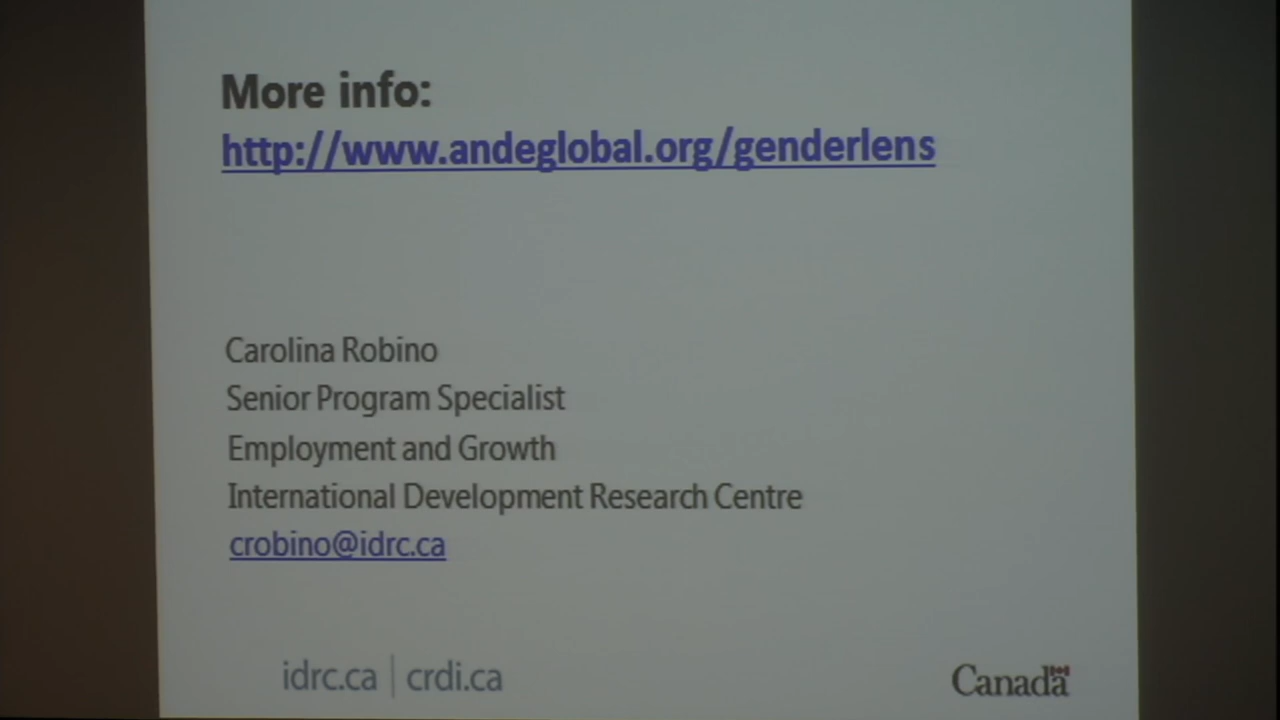 More info:
http://www.andeglobal.org/genderlens
Carolina Robino
Senior Program Specialist
Employment and Growth
International Development Research Centre
crobino@idrc.ca
idrc.ca | crdi.ca
Canada